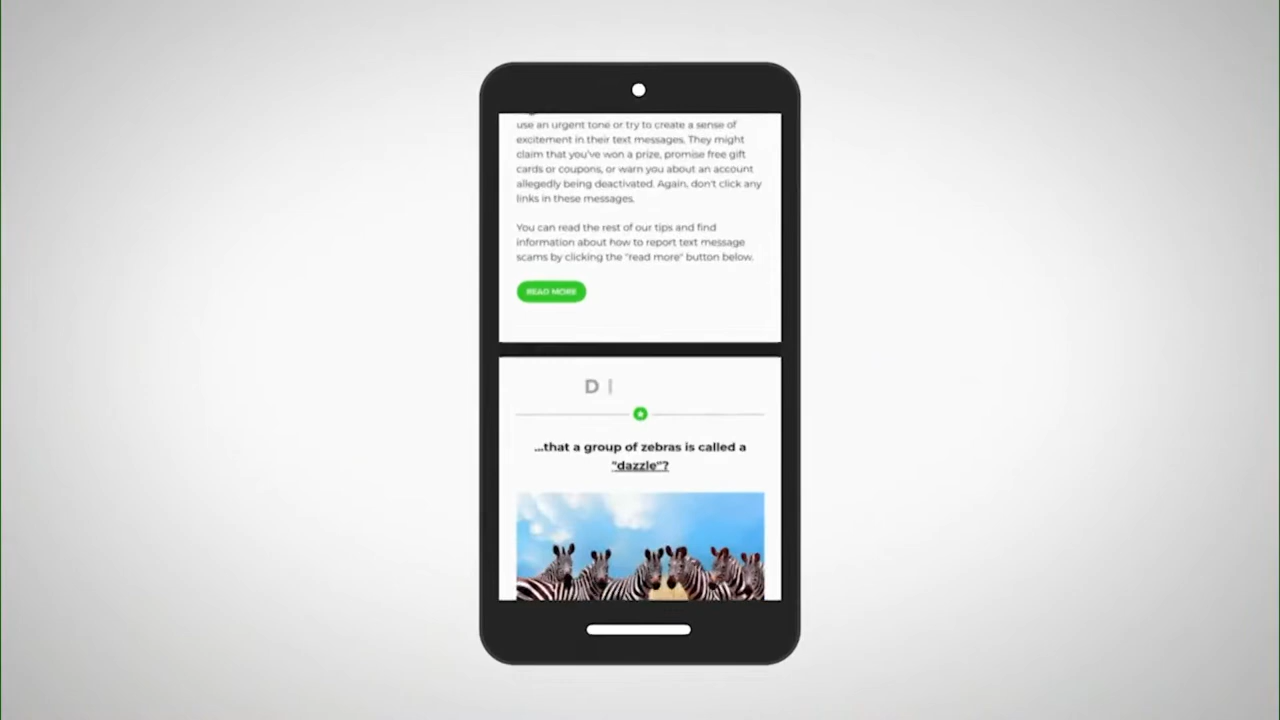 use an urgent tone or try to create a sense of
excitement in their text messages. They might
claim that you've won a prize, promise free gift
cards or coupons, or warn you about an account
allegedly being deactivated. Again, don't click any
links in these messages.
You can read the rest of our tips and find
information about how to report text message
scams by clicking the "read more" button below.
READ MORE
D I
...that a group of zebras is called a
"dazzle"?